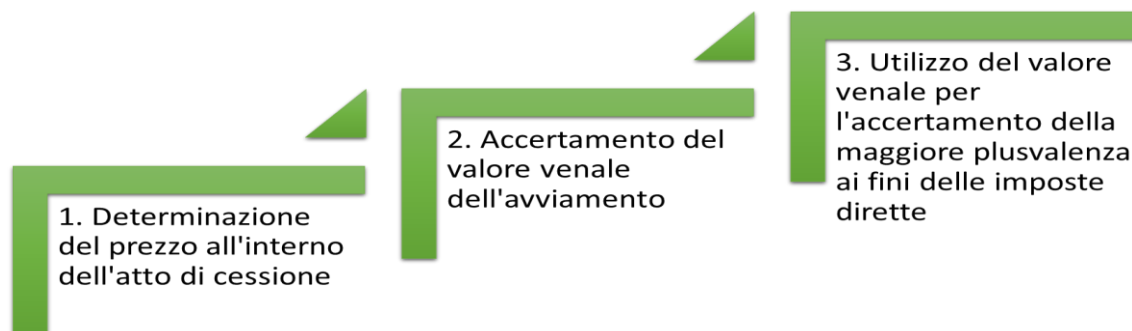 1. Determinazione
del prezzo all'interno
dell'atto di cessione
2. Accertamento del
valore venale
dell'avviamento
3. Utilizzo del valore
venale per
l'accertamento della
maggiore plusvalenza
ai fini delle imposte
dirette